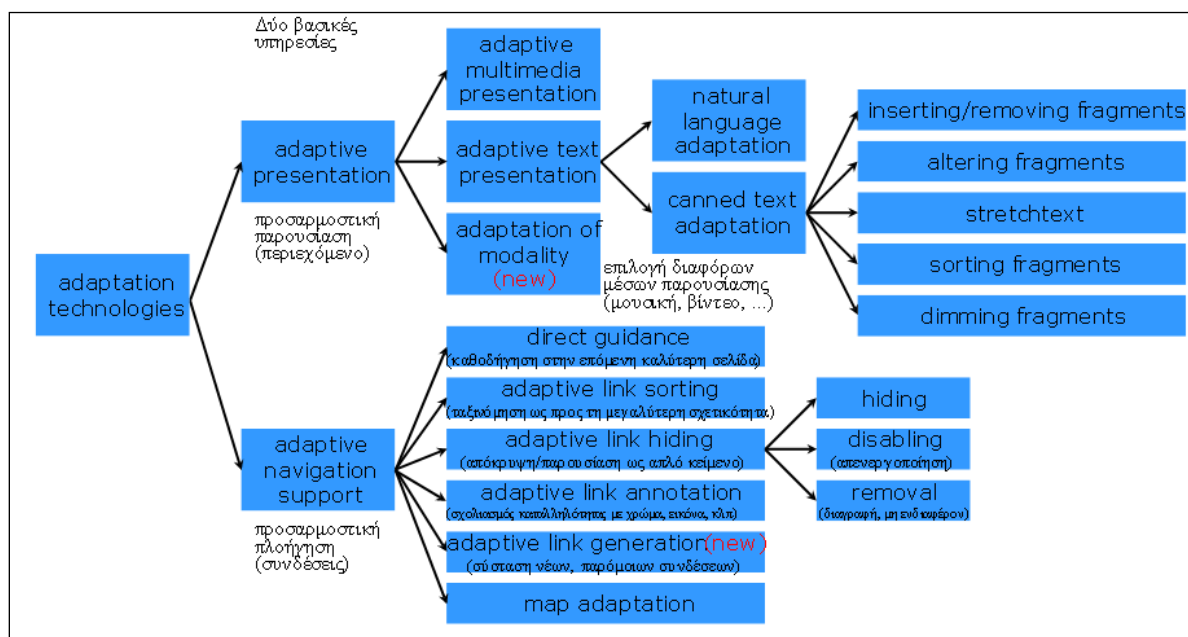 Δύο βασικές
υπηρεσίες
adaptation
technologies
adaptive
presentation
προσαρμοστική
παρουσίαση
(περιεχόμενο)
adaptive
multimedia
presentation
adaptive text
presentation
adaptation of
modality
(new)
επιλογή διαφόρων
μέσων παρουσίασης
(μουσική, βίντεο, ...)
natural
language
adaptation
canned text
adaptation
inserting/removing fragments
altering fragments
stretchtext
sorting fragments
dimming fragments
adaptive
navigation
support
προσαρμοστική
πλοήγηση
(συνδέσεις)
direct guidance
(καθοδήγηση στην επόμενη καλύτερη σελίδα)
adaptive link sorting
(ταξινόμηση ως προς τη μεγαλύτερη σχετικότητα)
adaptive link hiding
(απόκρυψη/παρουσίαση ως απλό κείμενο)
adaptive link annotation
(σχολιασμός καταλληλότητας με χρώμα, εικόνα, κλπ)
adaptive link generation (new)
(σύσταση νέων, παρόμοιων συνδέσεων)
map adaptation
hiding
disabling
(απενεργοποίηση)
removal
(διαγραφή, μη ενδιαφέρον)